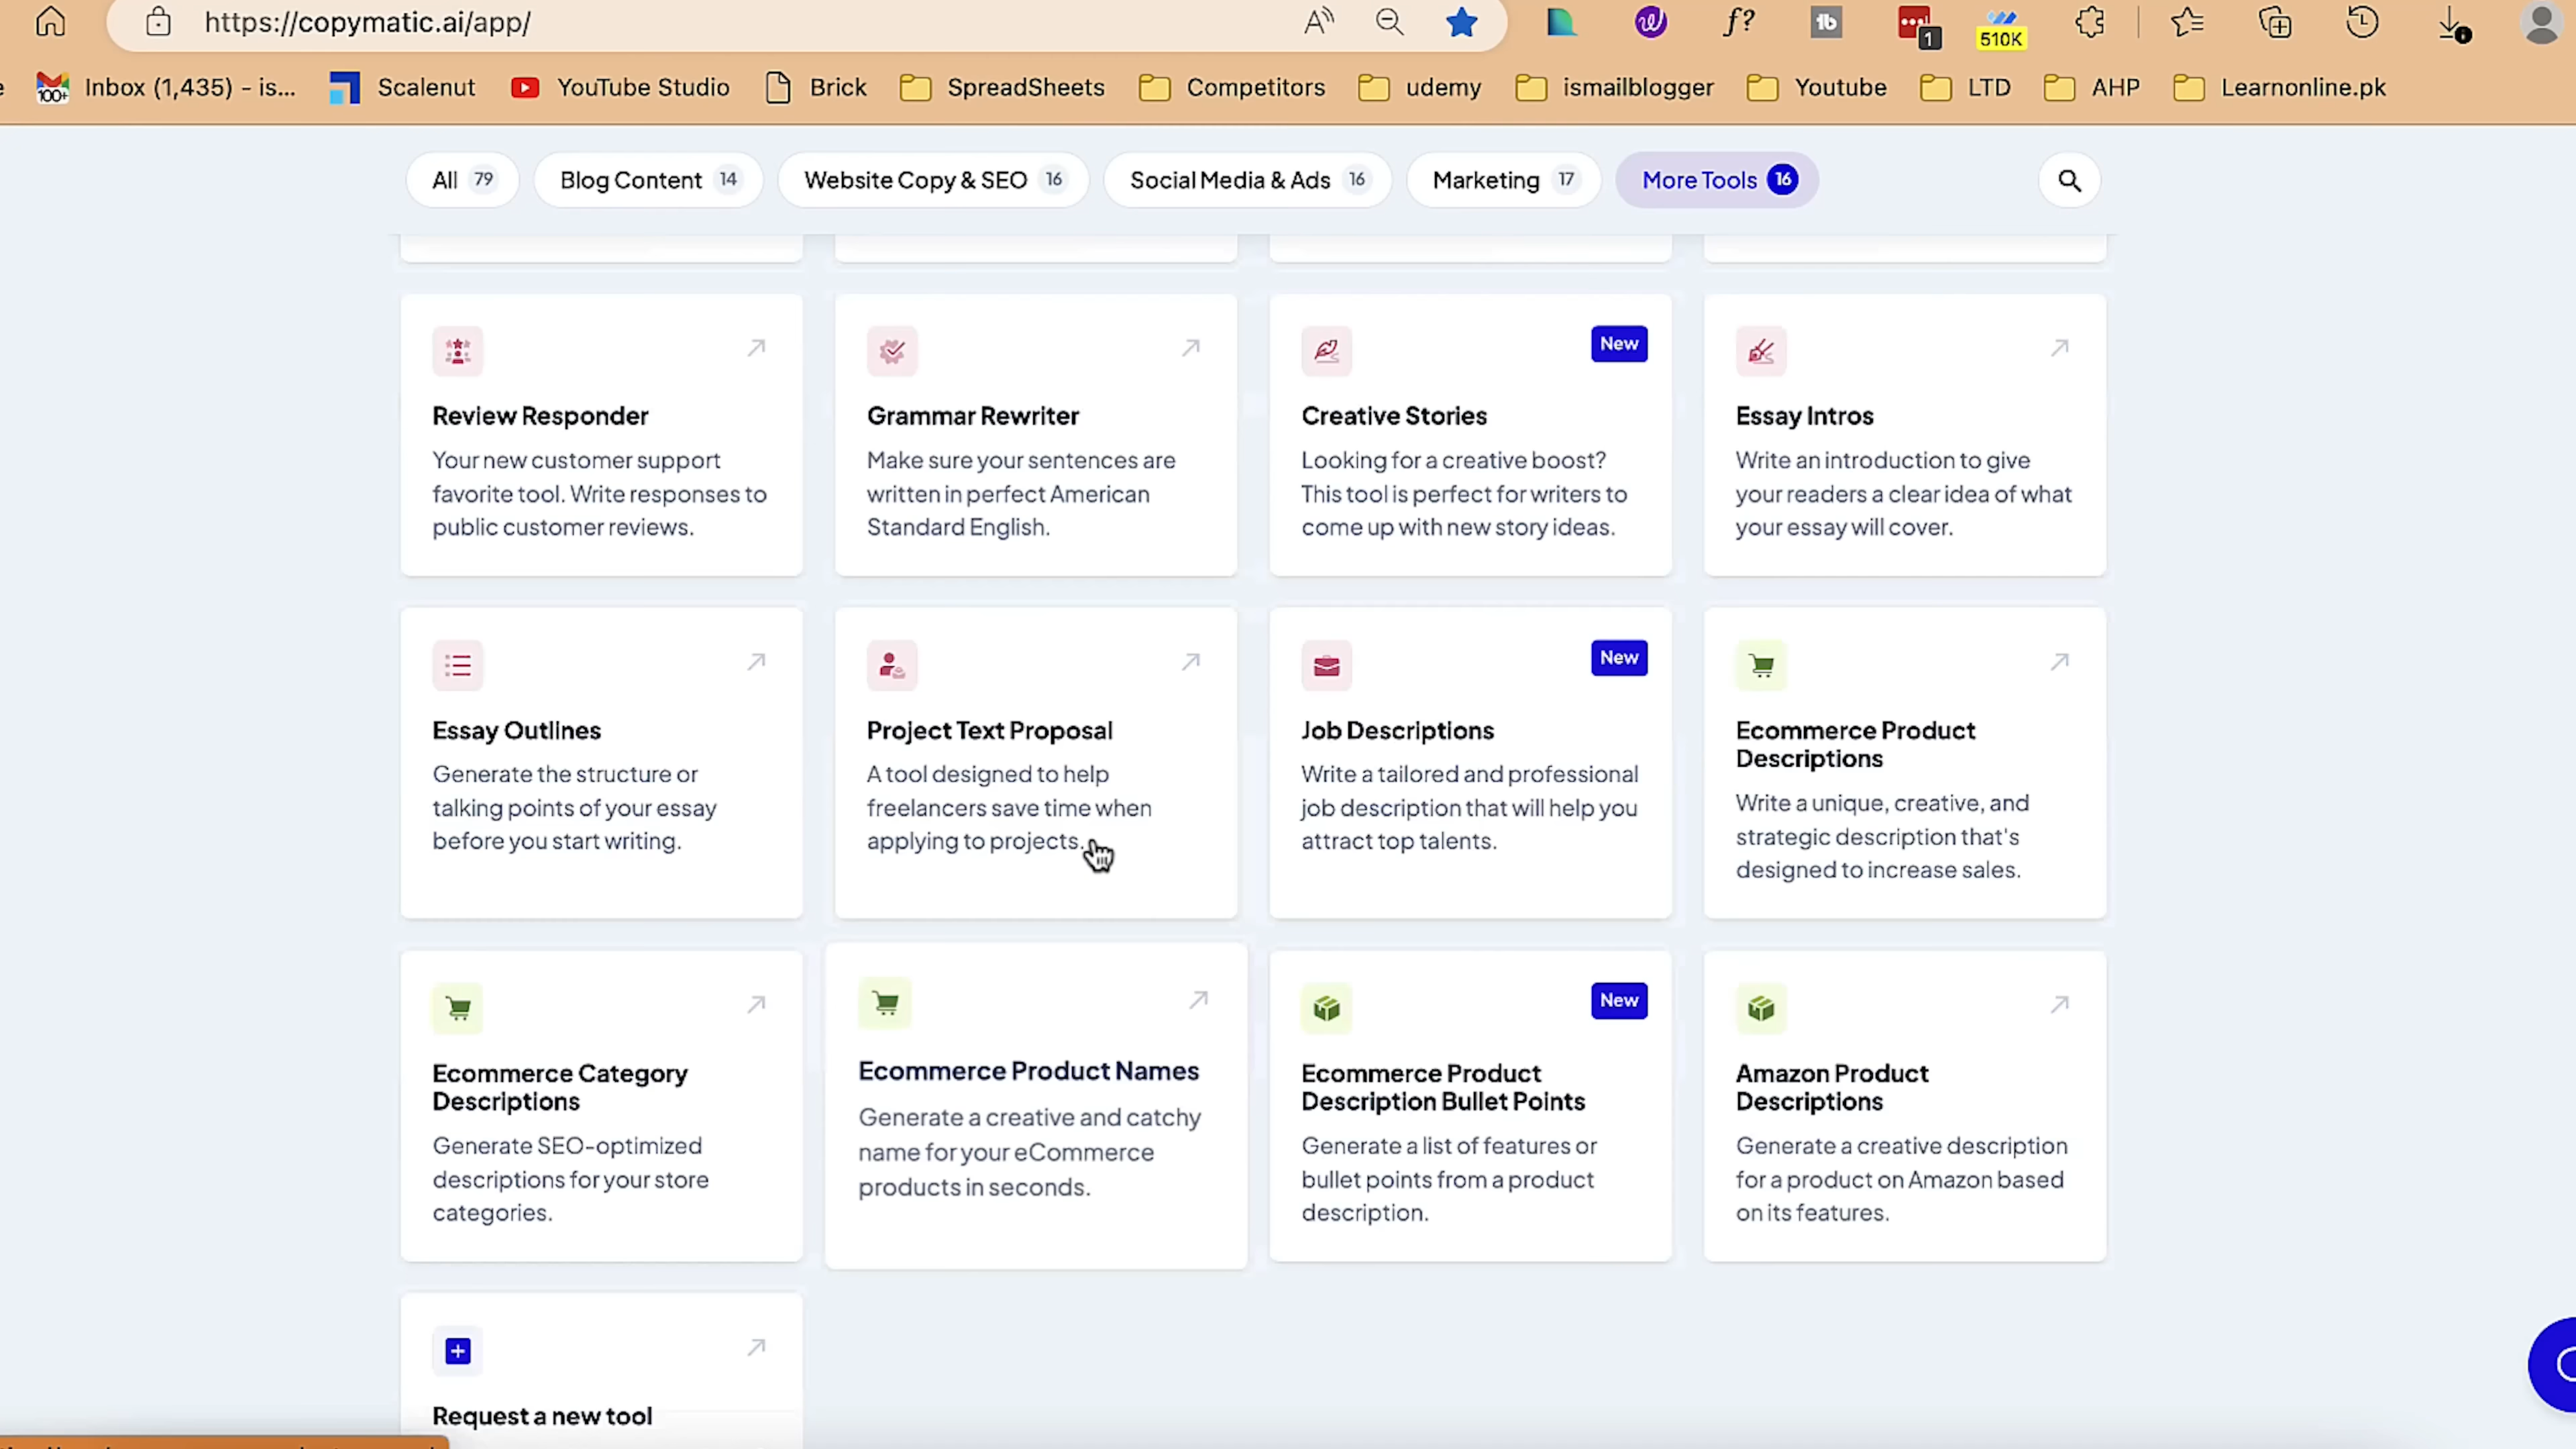 https://copymatic.ai/app/
1
510K
100+
Inbox (1,435) - is...
Scalenut
YouTube Studio
Brick
SpreadSheets
Competitors
udemy
ismailblogger
Youtube
LTD
AHP
Learnonline.pk
All 79
Blog Content 14
Website Copy & SEO 16
Social Media & Ads 16
Marketing 17
More Tools 16
Review Responder
Your new customer support
favorite tool. Write responses to
public customer reviews.
Grammar Rewriter
Make sure your sentences are
written in perfect American
Standard English.
New
Creative Stories
Looking for a creative boost?
This tool is perfect for writers to
come up with new story ideas.
Essay Intros
Write an introduction to give
your readers a clear idea of what
your essay will cover.
Essay Outlines
Generate the structure or
talking points of your essay
before you start writing.
Project Text Proposal
A tool designed to help
freelancers save time when
applying to projects.
New
Job Descriptions
Write a tailored and professional
job description that will help you
attract top talents.
Ecommerce Product
Descriptions
Write a unique, creative, and
strategic description that's
designed to increase sales.
Ecommerce Category
Descriptions
Generate SEO-optimized
descriptions for your store
categories.
Ecommerce Product Names
Generate a creative and catchy
name for your eCommerce
products in seconds.
New
Ecommerce Product
Description Bullet Points
Generate a list of features or
bullet points from a product
description.
Amazon Product
Descriptions
Generate a creative description
for a product on Amazon based
on its features.
Request a new tool